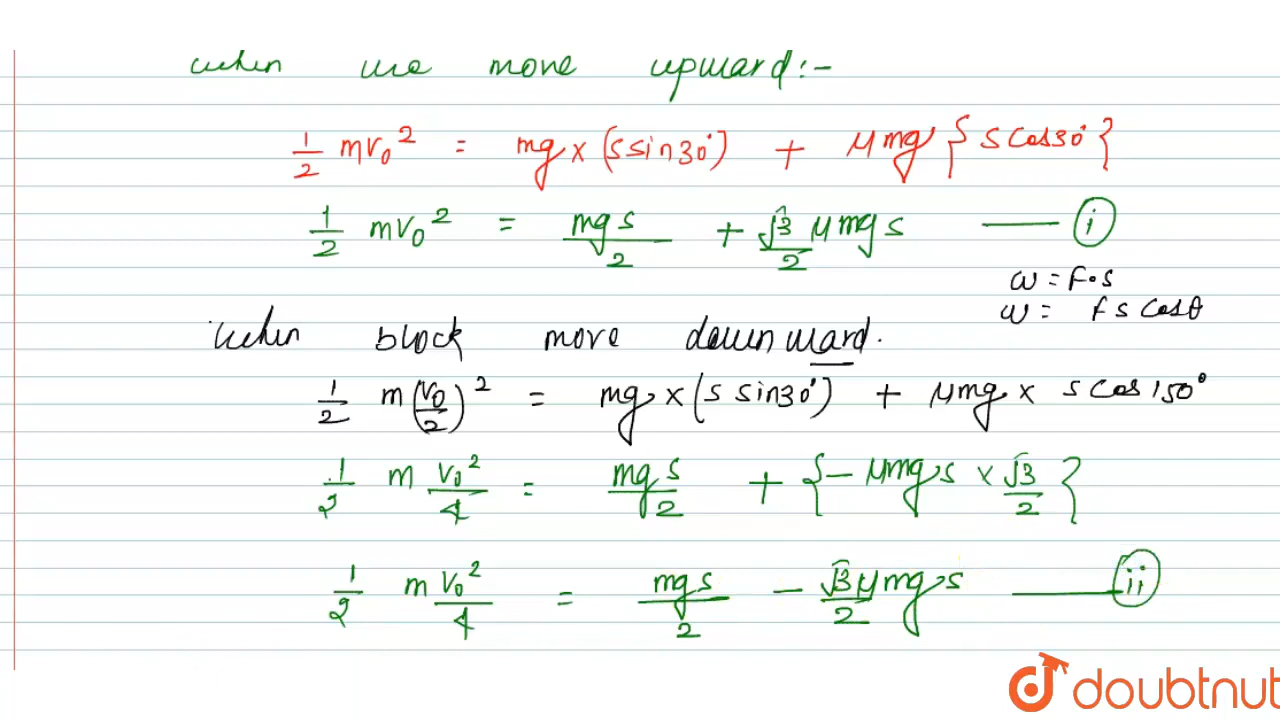 when we move upward:-
1/2 mv₀² = mg × (s sin30°) + μmg { s cos30° }
1/2 mv₀² = mgs/2 + √3/2 μmgs — (i)
ω = F·s
ω = F s cosθ
when block move downward.
1/2 m(v₀/2)² = mg × (s sin30°) + μmg × s cos150°
1/2 m v₀²/4 = mgs/2 + { - μmgs × √3/2 }
1/2 m v₀²/4 = mgs/2 - √3μmgs/2 — (ii)
doubtnut